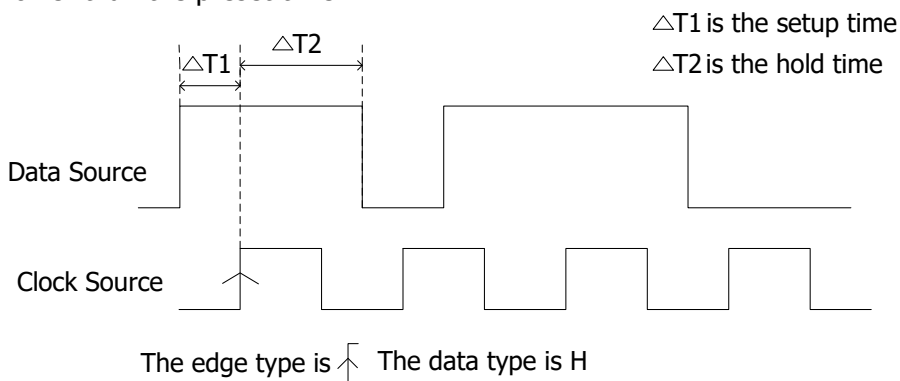 △T1 is the setup time
△T2 is the hold time
△T2
△T1
Data Source
Clock Source
The edge type is The data type is H